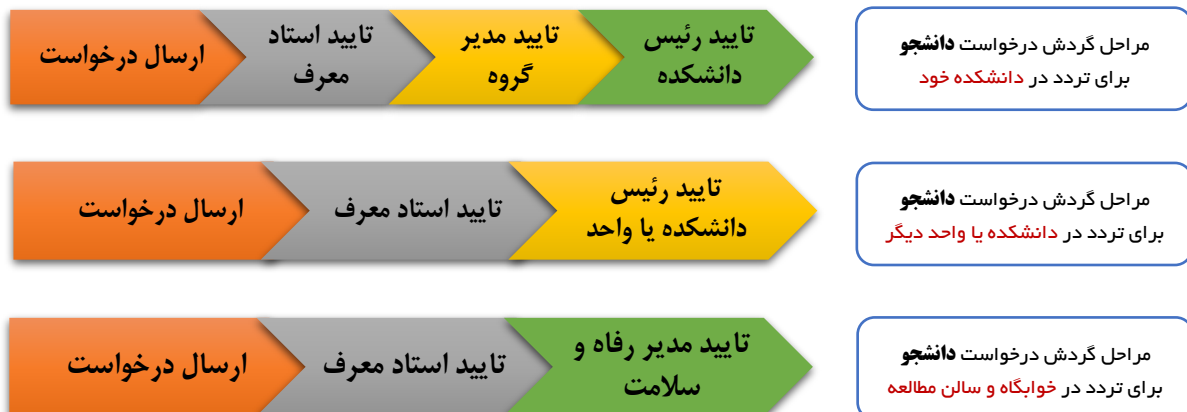 مراحل گردش درخواست دانشجو
برای تردد در دانشکده خود
ارسال درخواست
تایید استاد
معرف
تایید مدیر
گروه
تایید رئیس
دانشکده
مراحل گردش درخواست دانشجو
برای تردد در دانشکده یا واحد دیگر
ارسال درخواست
تایید استاد معرف
تایید رئیس
دانشکده یا واحد
مراحل گردش درخواست دانشجو
برای تردد در خوابگاه و سالن مطالعه
ارسال درخواست
تایید استاد معرف
تایید مدیر رفاه و
سلامت